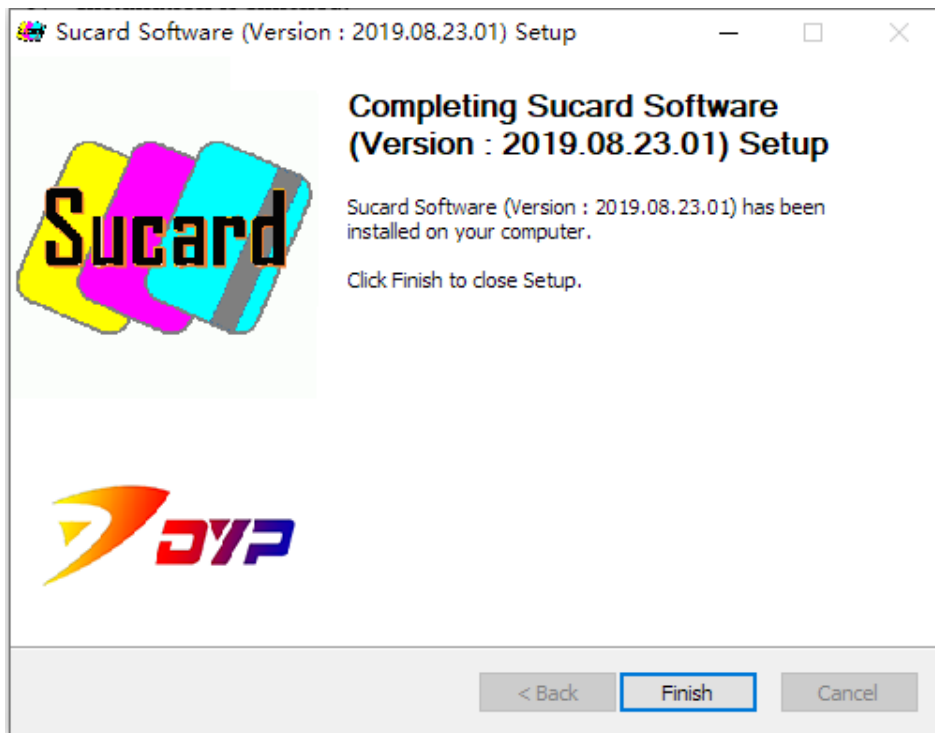 Sucard Software (Version : 2019.08.23.01) Setup
Completing Sucard Software
(Version : 2019.08.23.01) Setup
Sucard Software (Version : 2019.08.23.01) has been
installed on your computer.
Click Finish to close Setup.
Sucard
DYP
< Back
Finish
Cancel